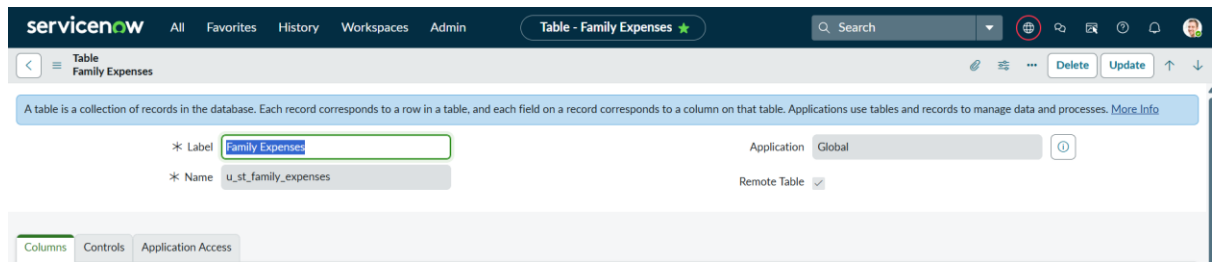 servicenow All Favorites History Workspaces Admin Table - Family Expenses Search
Table
Family Expenses
Delete Update
A table is a collection of records in the database. Each record corresponds to a row in a table, and each field on a record corresponds to a column on that table. Applications use tables and records to manage data and processes. More Info
Label Family Expenses Application Global
Name u_st_family_expenses Remote Table
Columns Controls Application Access